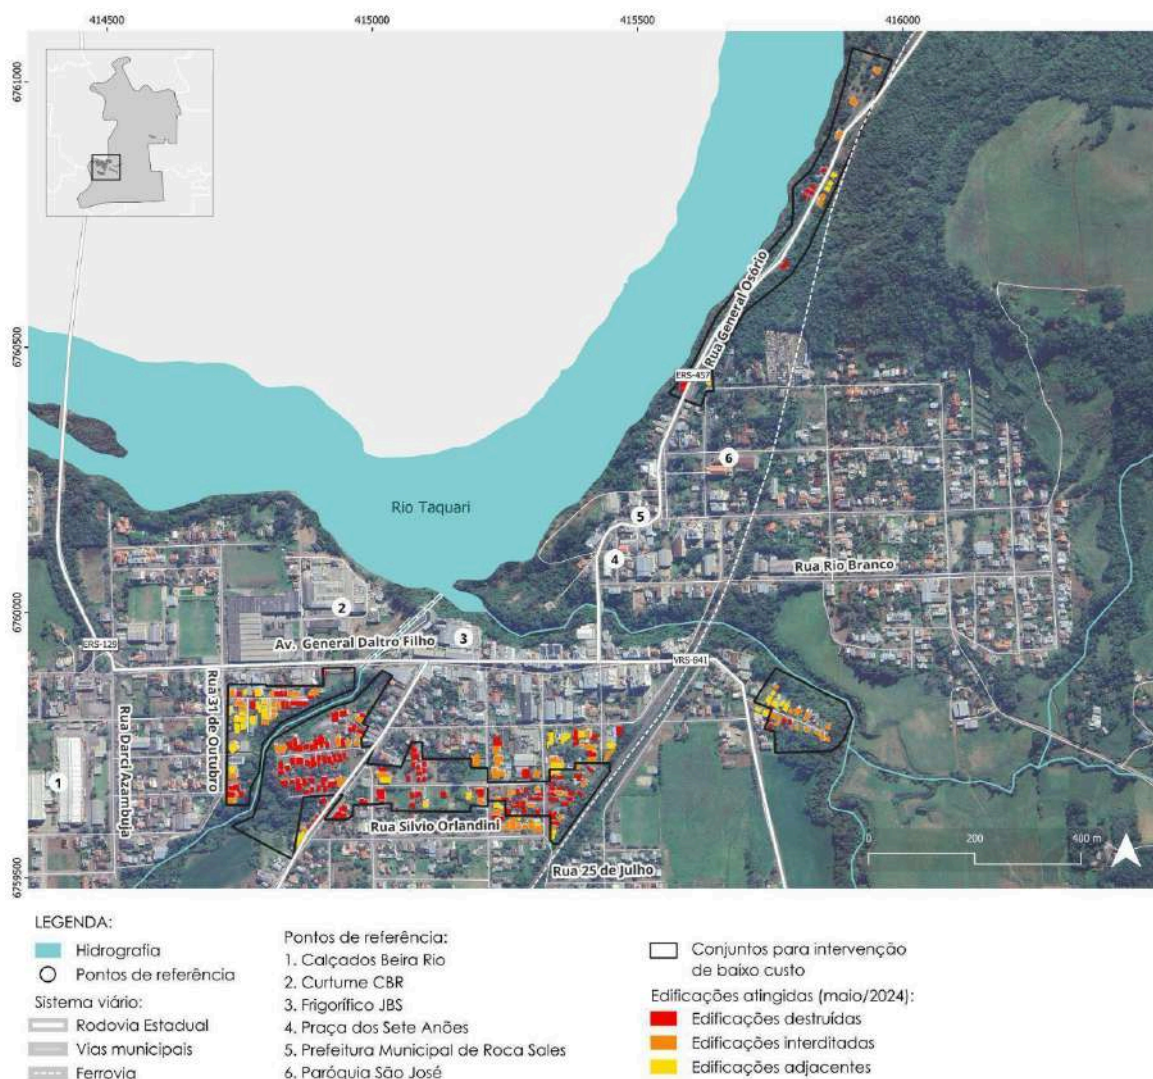 414500
415000
415500
416000
6761000
6760500
6760000
6759500
Rua General Osório
ERS-457
Rio Taquari
6
5
4
Rua Rio Branco
2
3
Av. General Daltro Filho
ERS-129
VRS-841
Rua 31 de Outubro
Rua Darci Azambuja
1
Rua Silvio Orlandini
Rua 25 de Julho
0 200 400 m
LEGENDA:
Hidrografia
Pontos de referência
Sistema viário:
Rodovia Estadual
Vias municipais
Ferrovia
Pontos de referência:
1. Calçados Beira Rio
2. Curtume CBR
3. Frigorífico JBS
4. Praça dos Sete Anões
5. Prefeitura Municipal de Roca Sales
6. Paróquia São José
Conjuntos para intervenção
de baixo custo
Edificações atingidas (maio/2024):
Edificações destruídas
Edificações interditadas
Edificações adjacentes